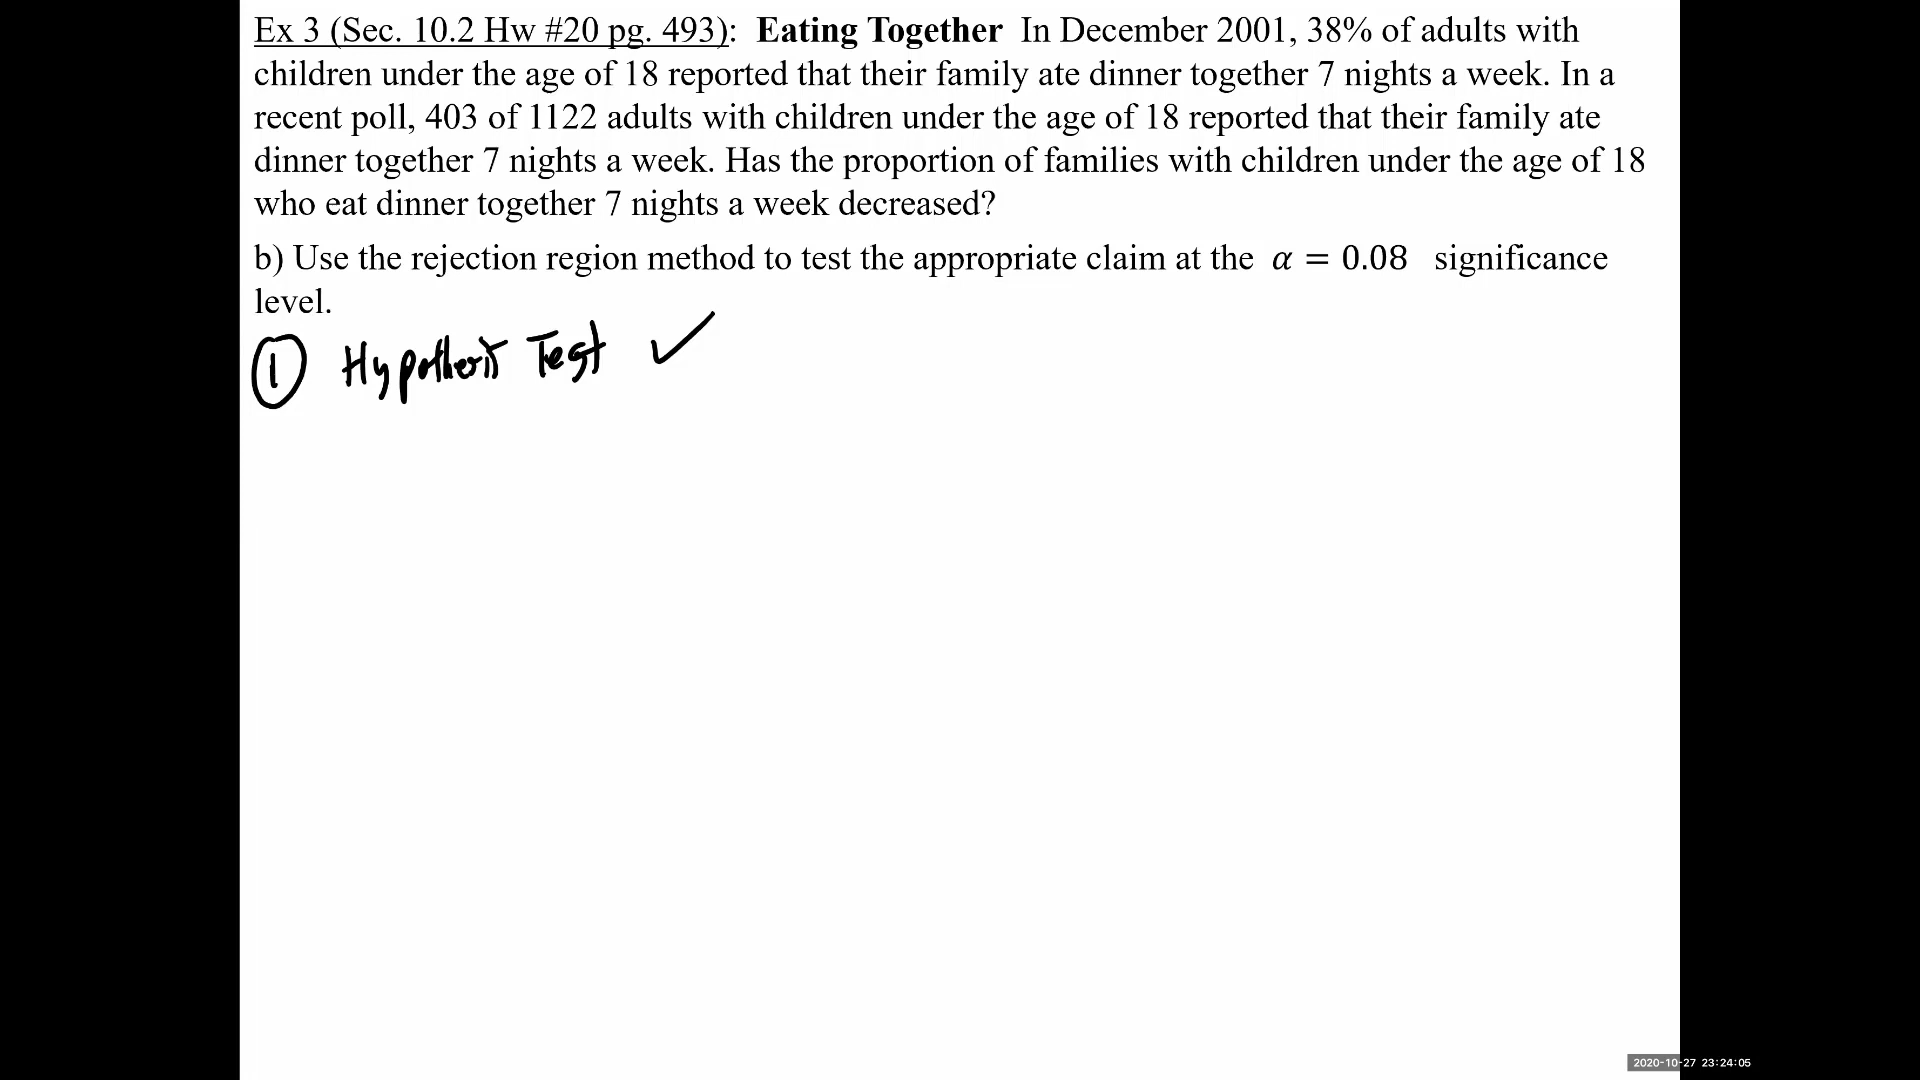 Ex 3 (Sec. 10.2 Hw #20 pg. 493): Eating Together In December 2001, 38% of adults with
children under the age of 18 reported that their family ate dinner together 7 nights a week. In a
recent poll, 403 of 1122 adults with children under the age of 18 reported that their family ate
dinner together 7 nights a week. Has the proportion of families with children under the age of 18
who eat dinner together 7 nights a week decreased?
b) Use the rejection region method to test the appropriate claim at the α = 0.08 significance
level.
① Hypothesis Test ✓
2020-10-27 23:24:05